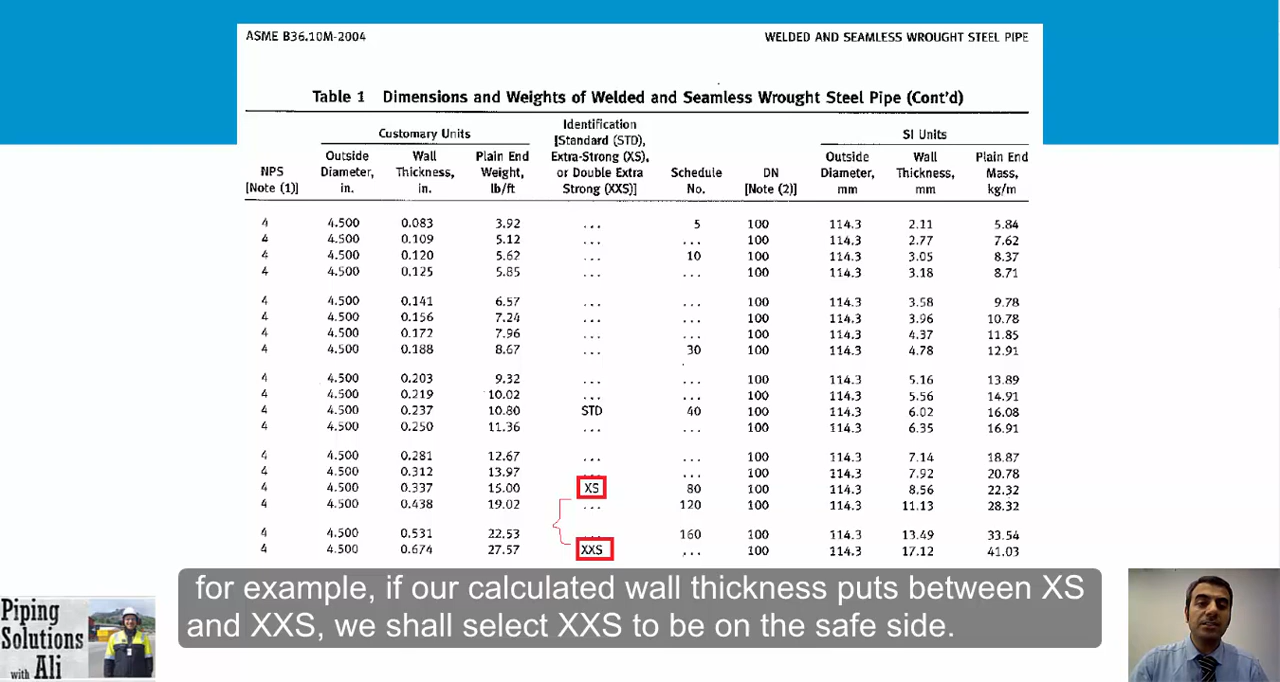 ASME B36.10M-2004 WELDED AND SEAMLESS WROUGHT STEEL PIPE
Table 1 Dimensions and Weights of Welded and Seamless Wrought Steel Pipe (Cont'd)
Customary Units Identification SI Units
[Standard (STD),
Outside Wall Plain End Extra-Strong (XS), Outside Wall Plain End
NPS Diameter, Thickness, Weight, or Double Extra Schedule DN Diameter, Thickness, Mass,
[Note (1)] in. in. lb/ft Strong (XXS)] No. [Note (2)] mm mm kg/m
4 4.500 0.083 3.92 ... 5 100 114.3 2.11 5.84
4 4.500 0.109 5.12 ... ... 100 114.3 2.77 7.62
4 4.500 0.120 5.62 ... 10 100 114.3 3.05 8.37
4 4.500 0.125 5.85 ... ... 100 114.3 3.18 8.71
4 4.500 0.141 6.57 ... ... 100 114.3 3.58 9.78
4 4.500 0.156 7.24 ... ... 100 114.3 3.96 10.78
4 4.500 0.172 7.96 ... ... 100 114.3 4.37 11.85
4 4.500 0.188 8.67 ... 30 100 114.3 4.78 12.91
4 4.500 0.203 9.32 ... ... 100 114.3 5.16 13.89
4 4.500 0.219 10.02 ... ... 100 114.3 5.56 14.91
4 4.500 0.237 10.80 STD 40 100 114.3 6.02 16.08
4 4.500 0.250 11.36 ... ... 100 114.3 6.35 16.91
4 4.500 0.281 12.67 ... ... 100 114.3 7.14 18.87
4 4.500 0.312 13.97 ... ... 100 114.3 7.92 20.78
4 4.500 0.337 15.00 XS 80 100 114.3 8.56 22.32
4 4.500 0.438 19.02 ... 120 100 114.3 11.13 28.32
4 4.500 0.531 22.53 ... 160 100 114.3 13.49 33.54
4 4.500 0.674 27.57 XXS ... 100 114.3 17.12 41.03
for example, if our calculated wall thickness puts between XS
and XXS, we shall select XXS to be on the safe side.
Piping
Solutions
with Ali